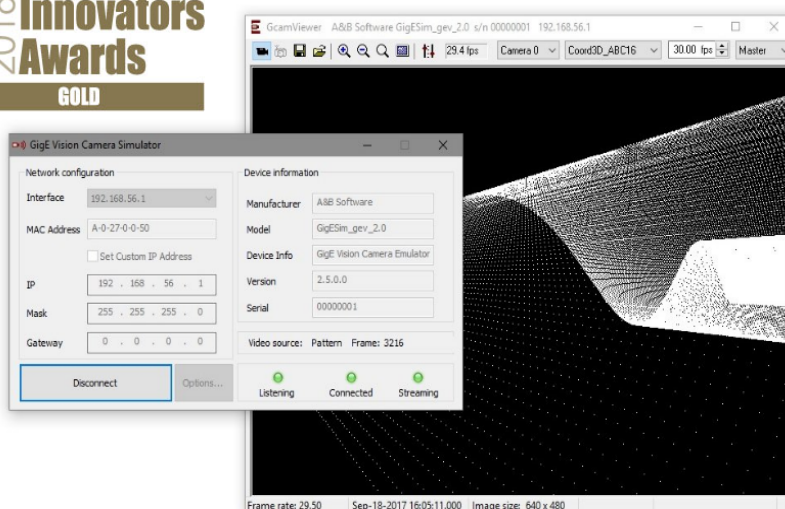 2018
Innovators
Awards
GOLD
GcamViewer A&B Software GigESim_gev_2.0 s/n 00000001 192.168.56.1
29.4 fps Camera 0 Coord3D_ABC16 30.00 fps Master
GigE Vision Camera Simulator
Network configuration
Interface 192.168.56.1
MAC Address A-0-27-0-0-50
Set Custom IP Address
IP 192 . 168 . 56 . 1
Mask 255 . 255 . 255 . 0
Gateway 0 . 0 . 0 . 0
Disconnect Options...
Device information
Manufacturer A&B Software
Model GigESim_gev_2.0
Device Info GigE Vision Camera Emulator
Version 2.5.0.0
Serial 00000001
Video source: Pattern Frame: 3216
Listening Connected Streaming
Frame rate: 29.50 Sep-18-2017 16:05:11.000 Image size: 640 x 480